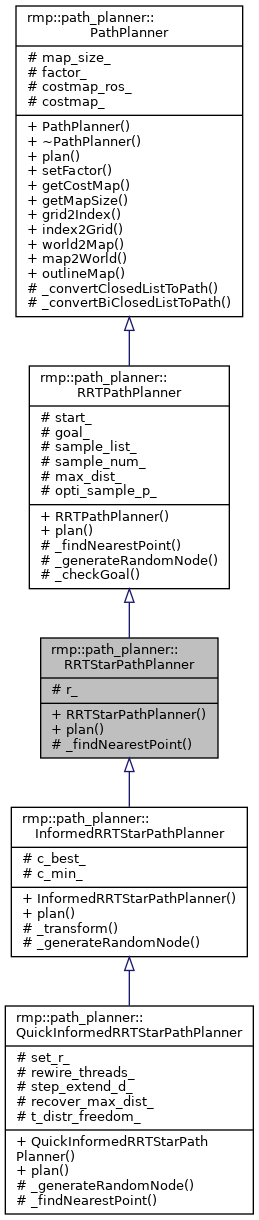 rmp::path_planner::
PathPlanner
# map_size_
# factor_
# costmap_ros_
# costmap_
+ PathPlanner()
+ ~PathPlanner()
+ plan()
+ setFactor()
+ getCostMap()
+ getMapSize()
+ grid2Index()
+ index2Grid()
+ world2Map()
+ map2World()
+ outlineMap()
# _convertClosedListToPath()
# _convertBiClosedListToPath()
rmp::path_planner::
RRTPathPlanner
# start_
# goal_
# sample_list_
# sample_num_
# max_dist_
# opti_sample_p_
+ RRTPathPlanner()
+ plan()
# _findNearestPoint()
# _generateRandomNode()
# _checkGoal()
rmp::path_planner::
RRTStarPathPlanner
# r_
+ RRTStarPathPlanner()
+ plan()
# _findNearestPoint()
rmp::path_planner::
InformedRRTStarPathPlanner
# c_best_
# c_min_
+ InformedRRTStarPathPlanner()
+ plan()
# _transform()
# _generateRandomNode()
rmp::path_planner::
QuickInformedRRTStarPathPlanner
# set_r_
# rewire_threads_
# step_extend_d_
# recover_max_dist_
# t_distr_freedom_
+ QuickInformedRRTStarPath
Planner()
+ plan()
# _generateRandomNode()
# _findNearestPoint()